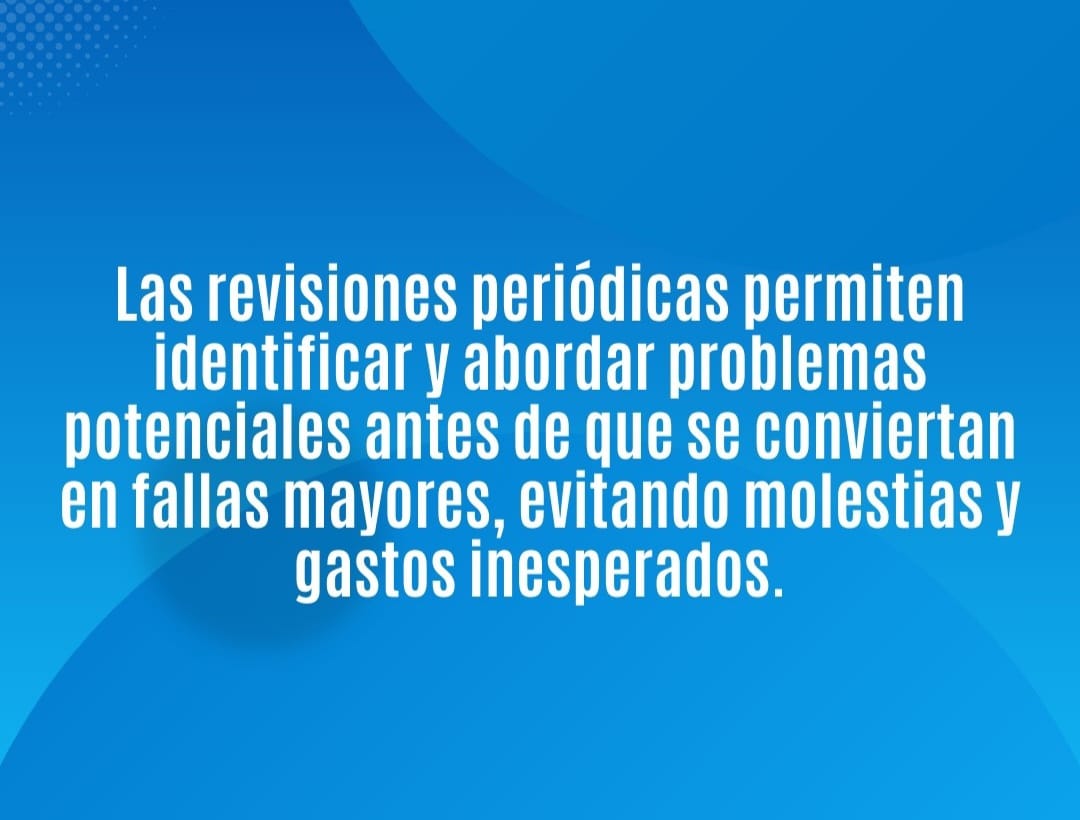 Las revisiones periódicas permiten
identificar y abordar problemas
potenciales antes de que se conviertan
en fallas mayores, evitando molestias y
gastos inesperados.